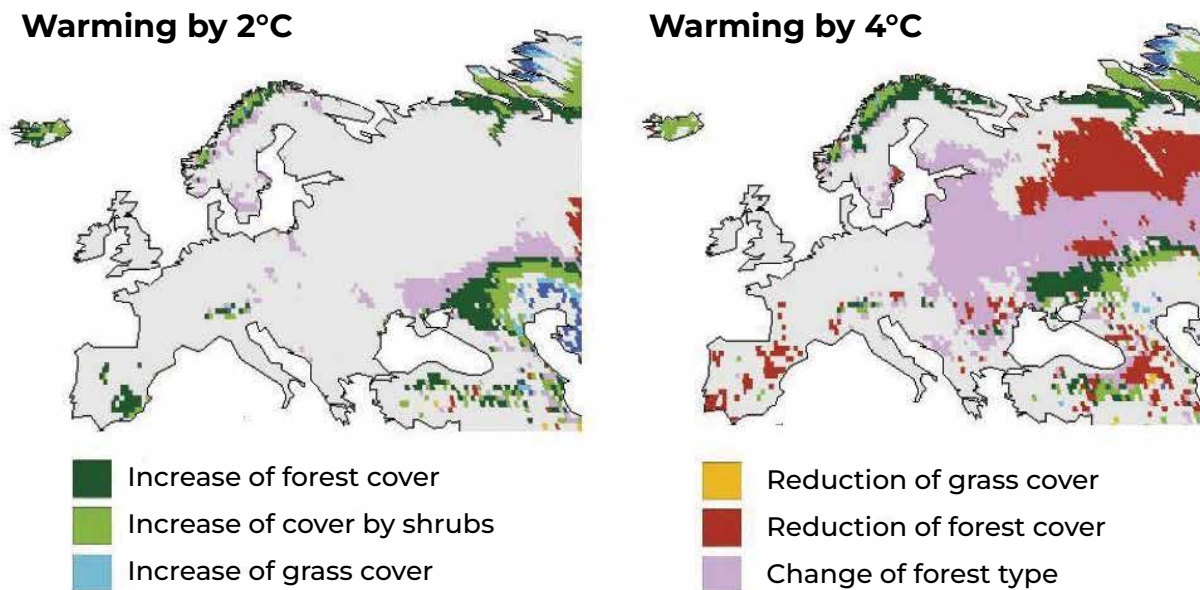 Warming by 2°C
Warming by 4°C
Increase of forest cover
Increase of cover by shrubs
Increase of grass cover
Reduction of grass cover
Reduction of forest cover
Change of forest type